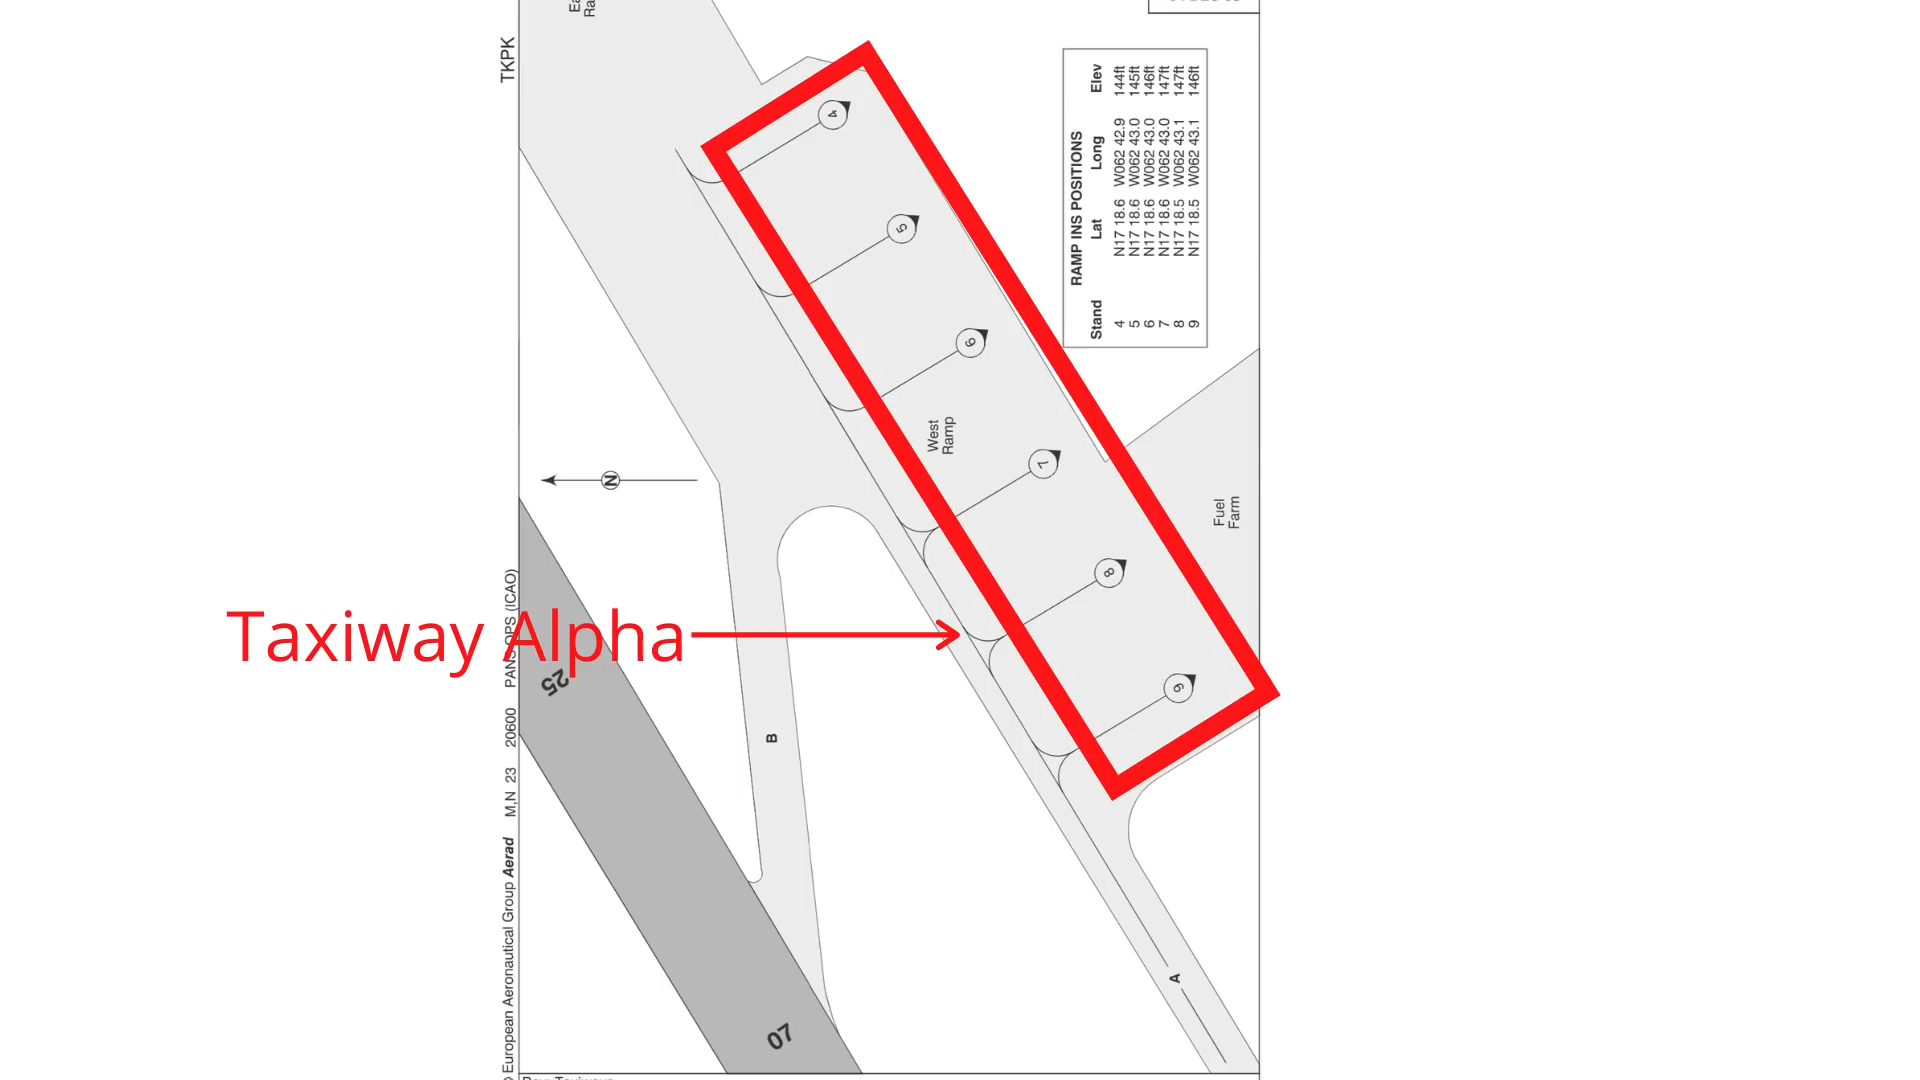 TKPK
RAMP INS POSITIONS
Stand Lat Long Elev
4 N17 18.6 W062 42.9 144ft
5 N17 18.6 W062 43.0 145ft
6 N17 18.6 W062 43.0 146ft
7 N17 18.6 W062 43.0 147ft
8 N17 18.5 W062 43.1 147ft
9 N17 18.5 W062 43.1 146ft
4
5
6
West
Ramp
7
N
8
Fuel
Farm
Taxiway Alpha
25
9
B
A
07
European Aeronautical Group Aerad M,N 23 20600 PANS OPS (ICAO)